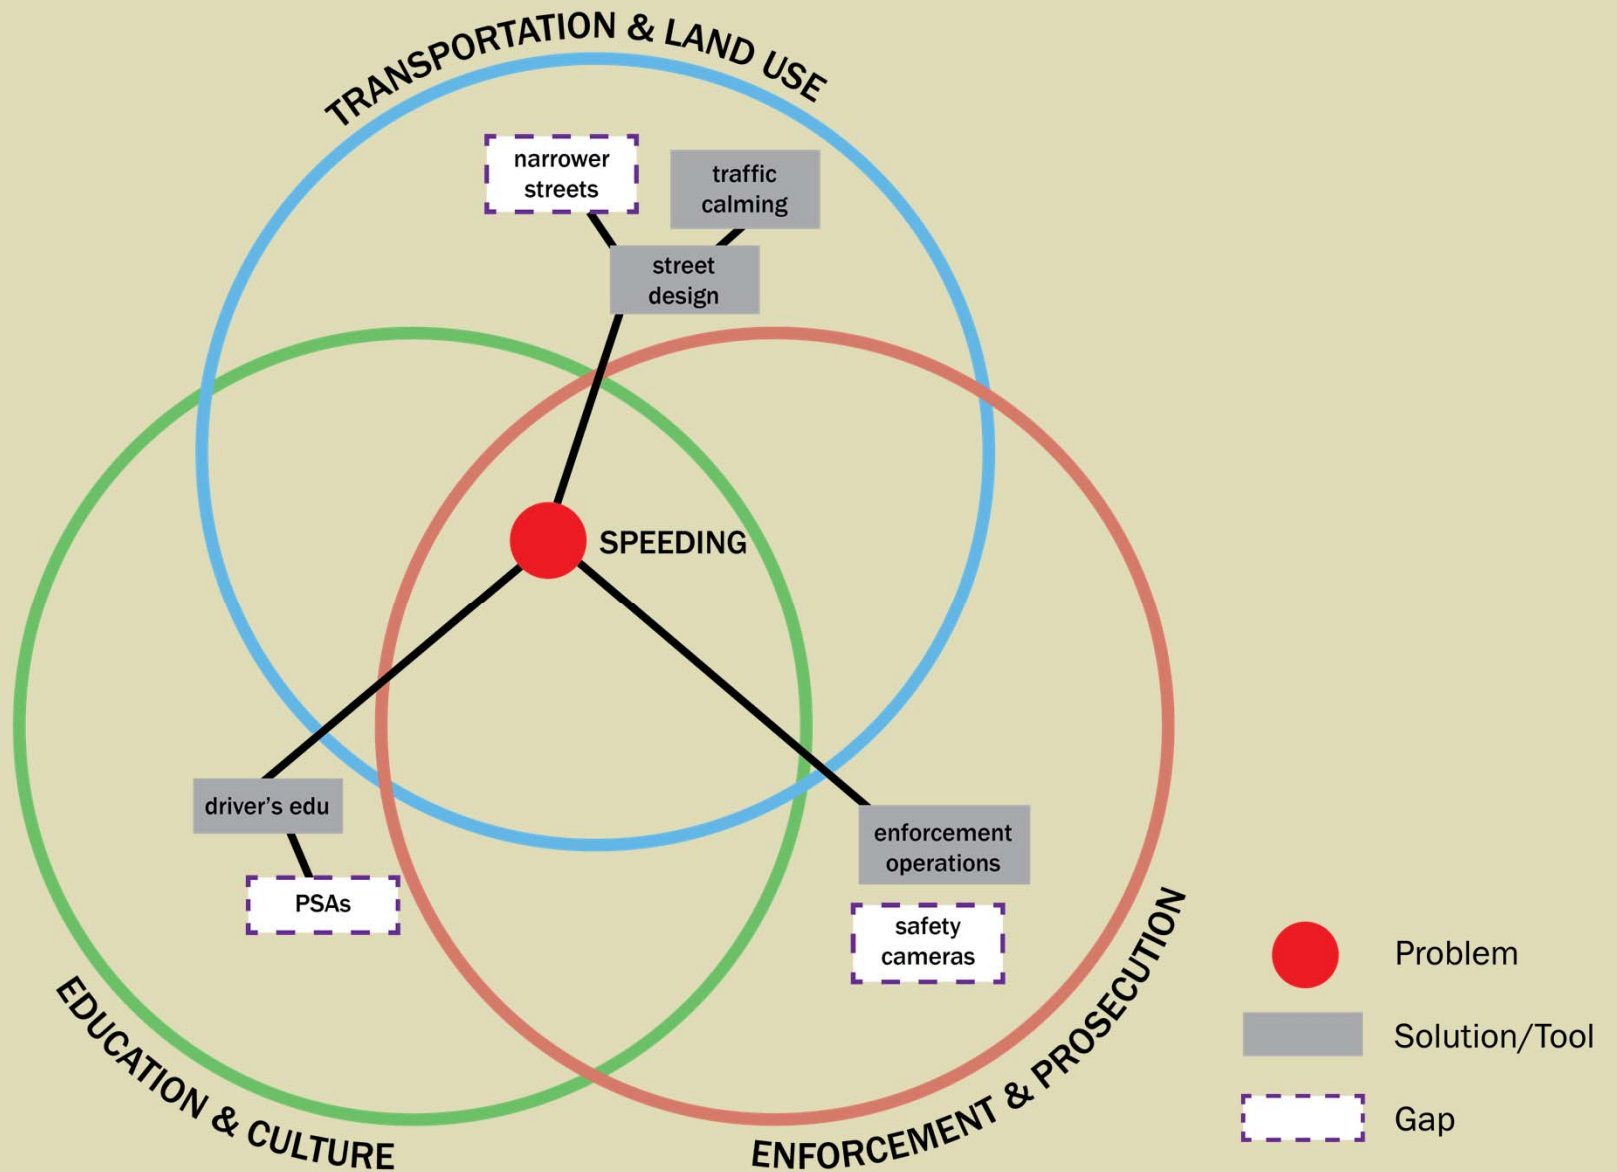 TRANSPORTATION & LAND USE
narrower
streets
traffic
calming
street
design
SPEEDING
driver's edu
PSAs
enforcement
operations
safety
cameras
EDUCATION & CULTURE
ENFORCEMENT & PROSECUTION
Problem
Solution/Tool
Gap